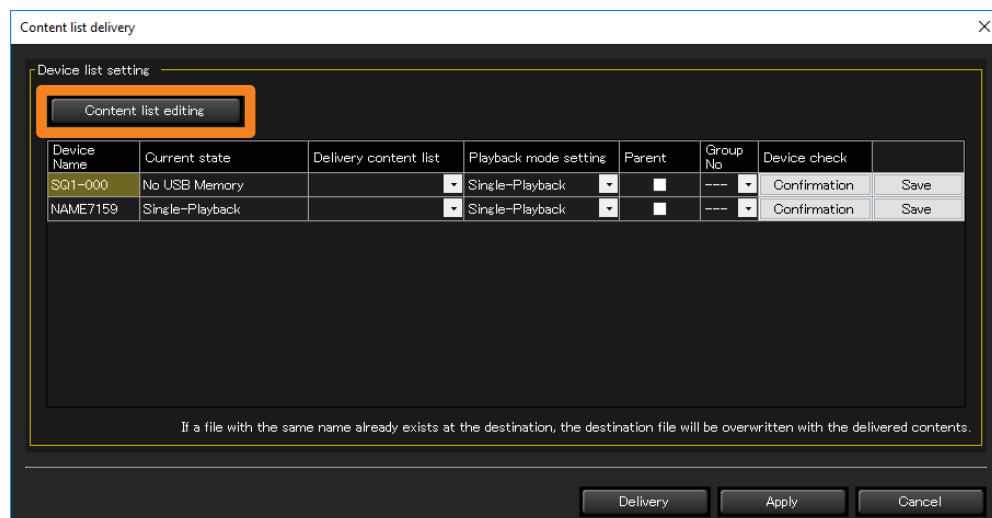 Content list delivery
Device list setting
Content list editing
Device Name Current state Delivery content list Playback mode setting Parent Group No Device check
SQ1-000 No USB Memory Single-Playback --- Confirmation Save
NAME7159 Single-Playback Single-Playback --- Confirmation Save
If a file with the same name already exists at the destination, the destination file will be overwritten with the delivered contents.
Delivery Apply Cancel